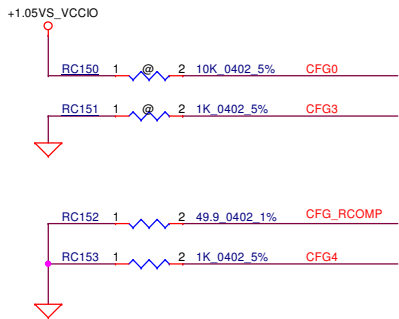 +1.05VS_VCCIO
RC150 1 @ 2 10K_0402_5% CFG0
RC151 1 @ 2 1K_0402_5% CFG3
RC152 1 2 49.9_0402_1% CFG_RCOMP
RC153 1 2 1K_0402_5% CFG4